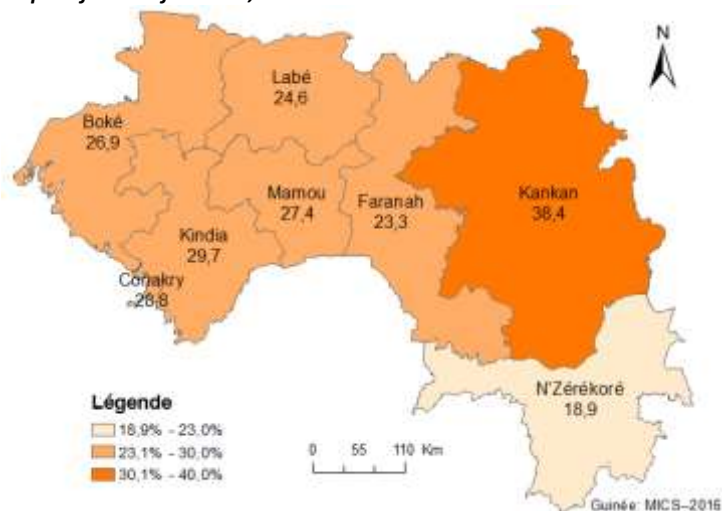 N
Labé
24,6
Boké
26,9
Mamou
27,4
Faranah
23,3
Kankan
38,4
Kindia
29,7
Conakry
28,8
N'Zérékoré
18,9
Légende
18,9% - 23,0%
23,1% - 30,0%
30,1% - 40,0%
0 55 110 Km
Guinée: MICS-2016